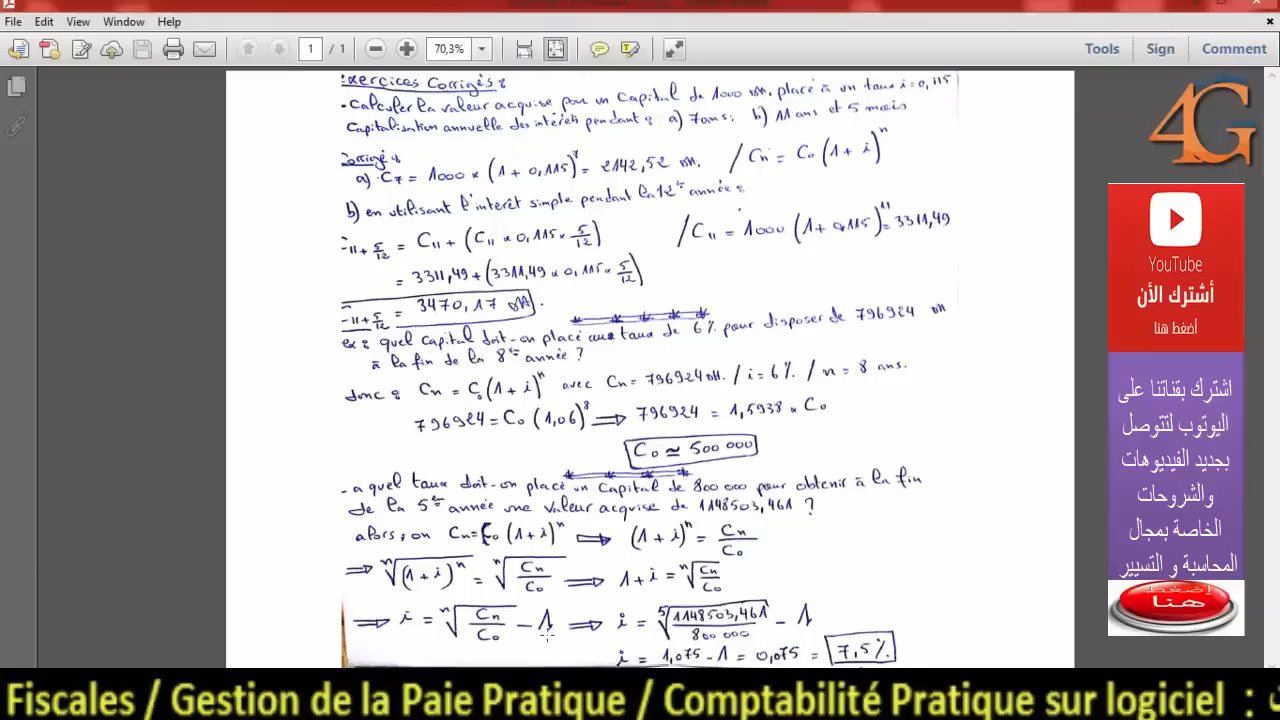 File Edit View Window Help
1 / 1 70,3% Tools Sign Comment
Exercices Corrigés :
- Calculer la valeur acquise pour un Capital de 1000 DH, placé à un taux i = 0,115
Capitalisation annuelle des intérêts pendant : a) 7 ans ; b) 11 ans et 5 mois
Corrigé :
a) C7 = 1000 × (1 + 0,115)^7 = 2142,52 DH. / Cn = C0 (1 + i)^n
b) en utilisant l'intérêt simple pendant la 12ème année :
C11 + 5/12 = C11 + (C11 × 0,115 × 5/12) / C11 = 1000 (1 + 0,115)^11 = 3311,49
= 3311,49 + (3311,49 × 0,115 × 5/12)
C11 + 5/12 = 3470,17 DH.
ex : quel Capital doit-on placé aux taux de 6% pour disposer de 796924 DH
à la fin de la 8ème année ?
donc : Cn = C0 (1 + i)^n avec Cn = 796924 DH. / i = 6% / n = 8 ans.
796924 = C0 (1,06)^8 ⟹ 796924 = 1,5938 × C0
C0 ≃ 500 000
- a quel taux doit-on placé un Capital de 800 000 pour obtenir à la fin
de la 5ème année une valeur acquise de 1148503,461 ?
alors, on Cn = C0 (1 + i)^n ⟹ (1 + i)^n = Cn/C0
⟹ ⁿ√(1 + i)^n = ⁿ√Cn/C0 ⟹ 1 + i = ⁿ√Cn/C0
⟹ i = ⁿ√Cn/C0 - 1 ⟹ i = ⁵√1148503,461/800 000 - 1
i = 1,075 - 1 = 0,075 = 7,5%
4G
YouTube
أشترك الأن
أضغط هنا
اشترك بقناتنا على
اليوتوب لتتوصل
بجديد الفيديوهات
والشروحات
الخاصة بمجال
المحاسبة و التسيير
إضغط
هنا
Fiscales / Gestion de la Paie Pratique / Comptabilité Pratique sur logiciel :